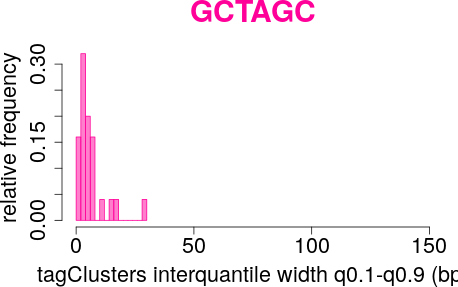 GCTAGC
relative frequency
0.30
0.15
0.00
0 50 100 150
tagClusters interquantile width q0.1-q0.9 (bp